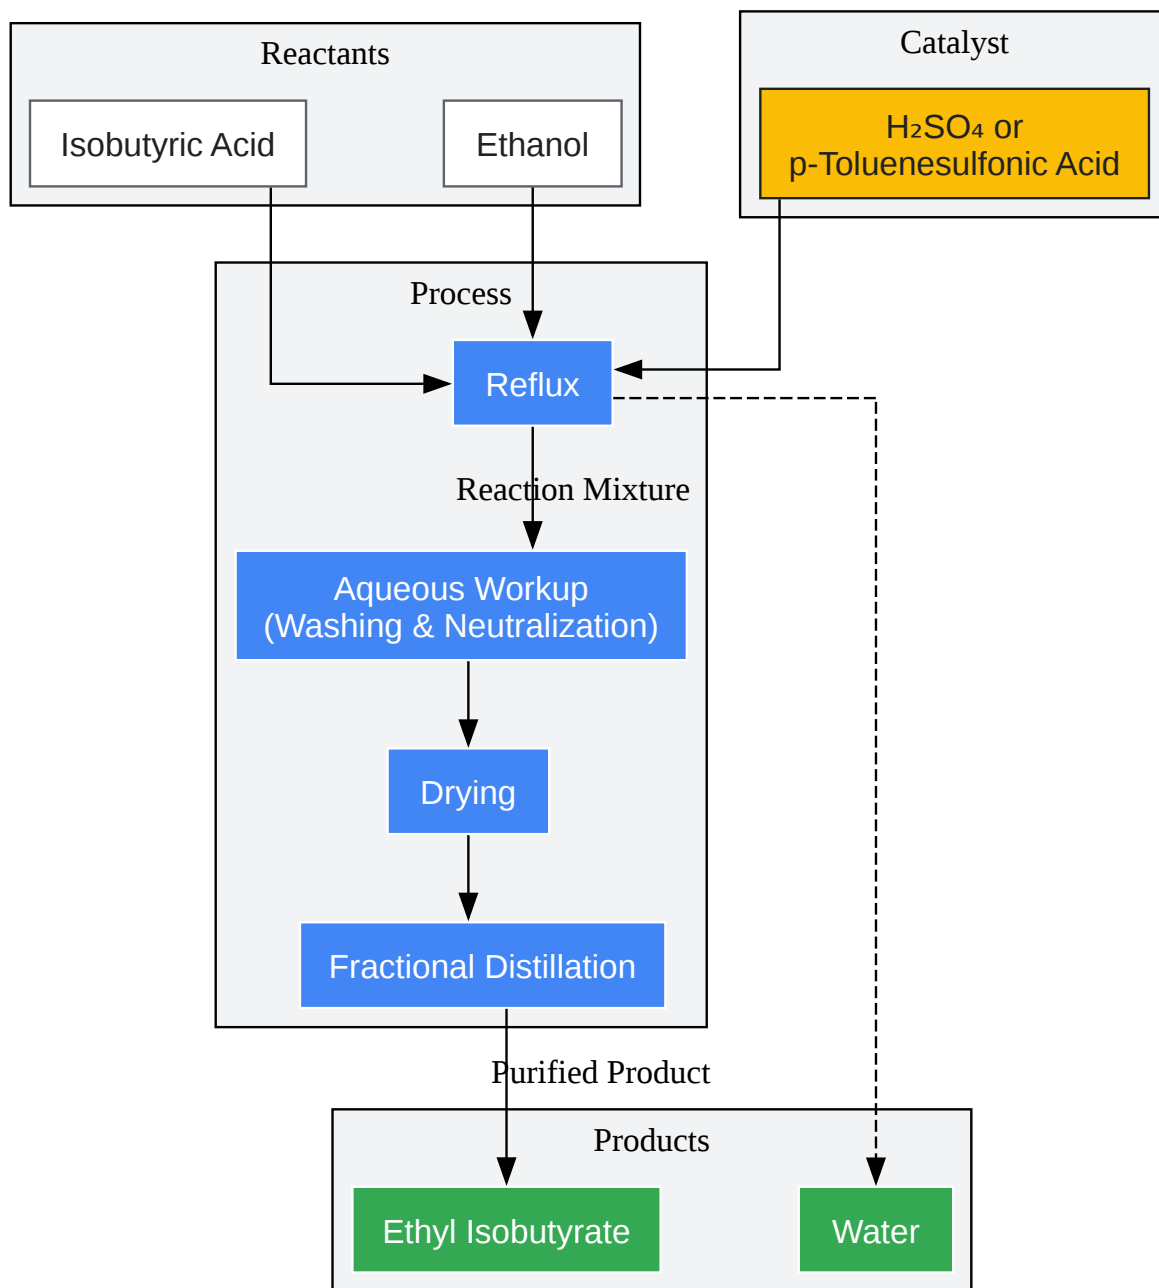 Reactants
Catalyst
Isobutyric Acid
Ethanol
H₂SO₄ or
p-Toluenesulfonic Acid
Process
Reflux
Reaction Mixture
Aqueous Workup
(Washing & Neutralization)
Drying
Fractional Distillation
Purified Product
Products
Ethyl Isobutyrate
Water